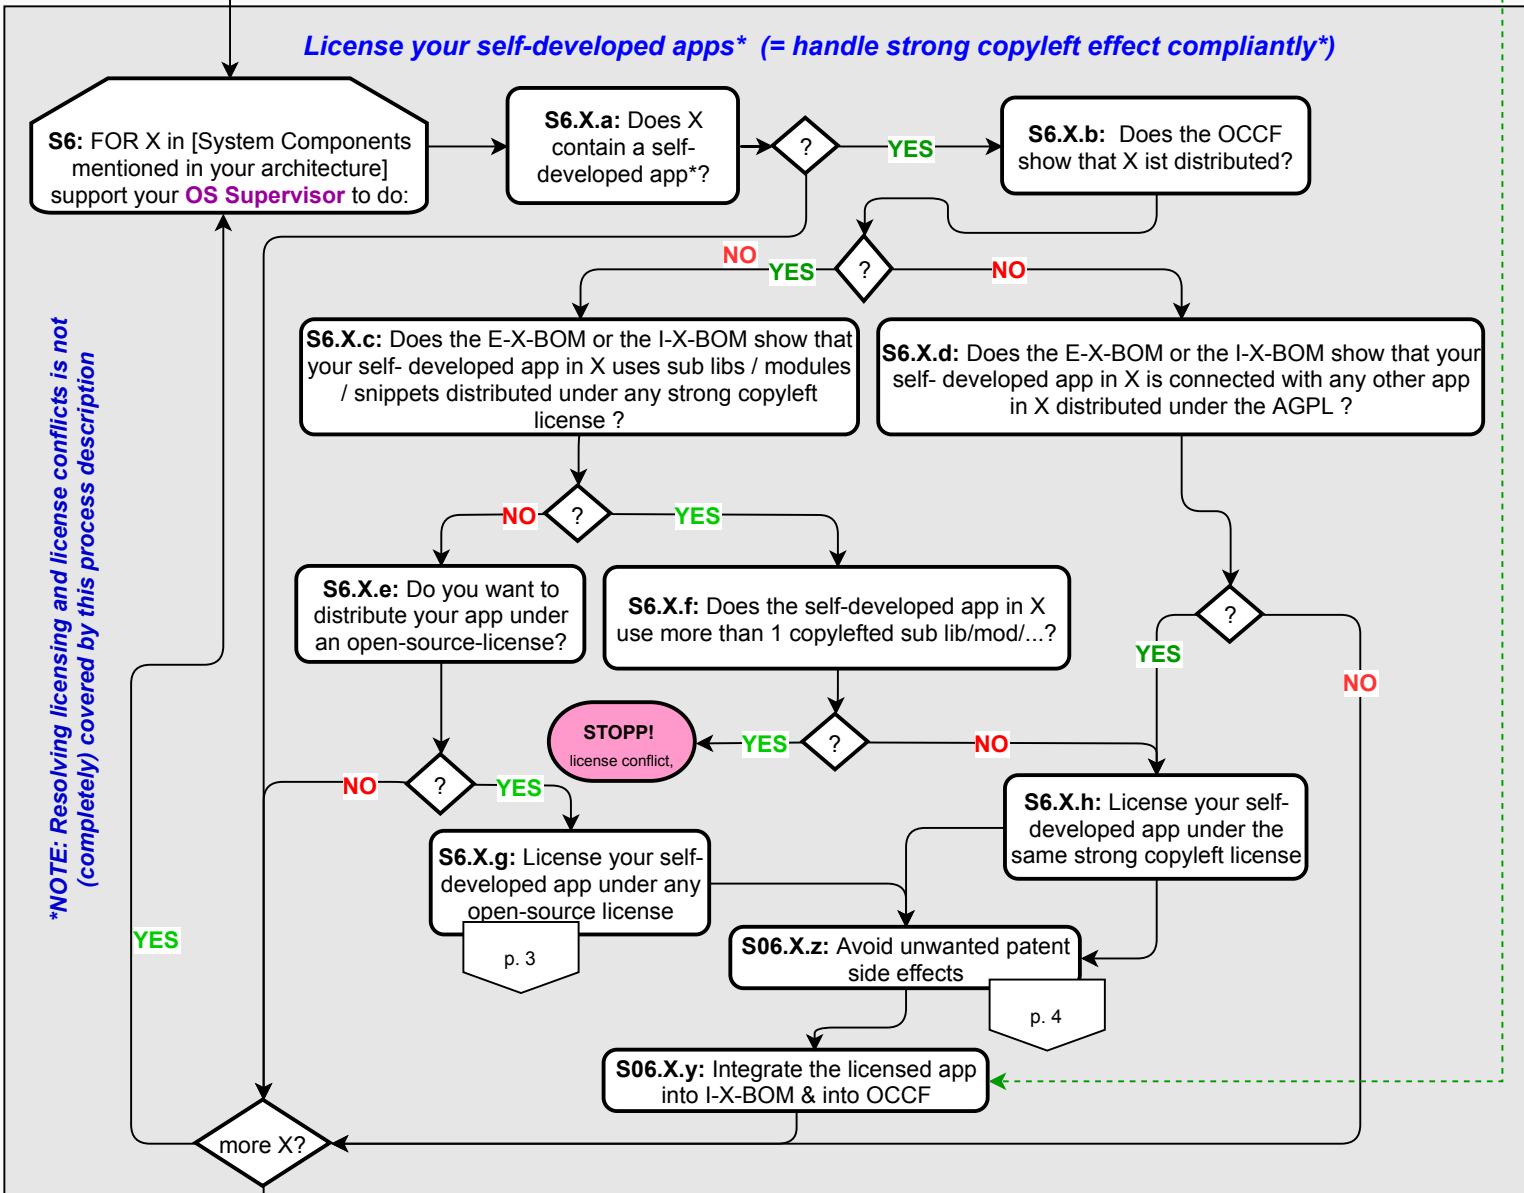 License your self-developed apps*  (= handle strong copyleft effect compliantly*)
S6: FOR X in [System Components
mentioned in your architecture]
support your OS Supervisor to do:
S6.X.a: Does X
contain a self-
developed app*?
?
YES
S6.X.b:  Does the OCCF
show that X ist distributed?
NO
YES
?
NO
S6.X.c: Does the E-X-BOM or the I-X-BOM show that
your self- developed app in X uses sub libs / modules
/ snippets distributed under any strong copyleft
license ?
S6.X.d: Does the E-X-BOM or the I-X-BOM show that your
self- developed app in X is connected with any other app
in X distributed under the AGPL ?
*NOTE: Resolving licensing and license conflicts is not
(completely) covered by this process description
NO
?
YES
S6.X.e: Do you want to
distribute your app under
an open-source-license?
S6.X.f: Does the self-developed app in X
use more than 1 copylefted sub lib/mod/...?
?
YES
NO
STOPP!
license conflict,
YES
?
NO
NO
?
YES
S6.X.h: License your self-
developed app under the
same strong copyleft license
S6.X.g: License your self-
developed app under any
open-source license
p. 3
YES
S06.X.z: Avoid unwanted patent
side effects
p. 4
S06.X.y: Integrate the licensed app
into I-X-BOM & into OCCF
more X?